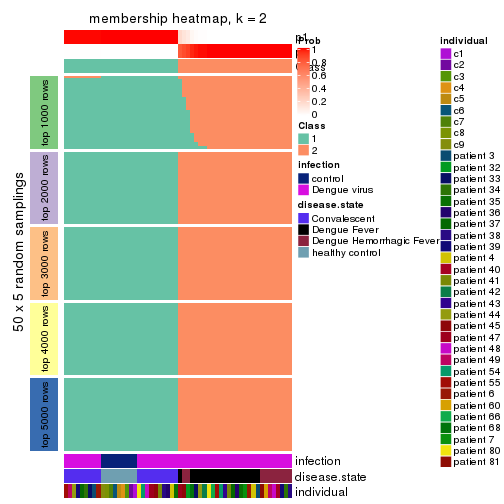 membership heatmap, k = 2
p1
Prob
1
0.8
0.6
0.4
0.2
0
Class
1
2
infection
control
Dengue virus
disease.state
Convalescent
Dengue Fever
Dengue Hemorrhagic Fever
healthy control
individual
c1
c2
c3
c4
c5
c6
c7
c8
c9
patient 3
patient 32
patient 33
patient 34
patient 35
patient 36
patient 37
patient 38
patient 39
patient 4
patient 40
patient 41
patient 42
patient 43
patient 44
patient 45
patient 47
patient 48
patient 49
patient 54
patient 55
patient 6
patient 60
patient 66
patient 68
patient 7
patient 80
patient 81
50 x 5 random samplings
top 1000 rows
top 2000 rows
top 3000 rows
top 4000 rows
top 5000 rows
infection
disease.state
individual